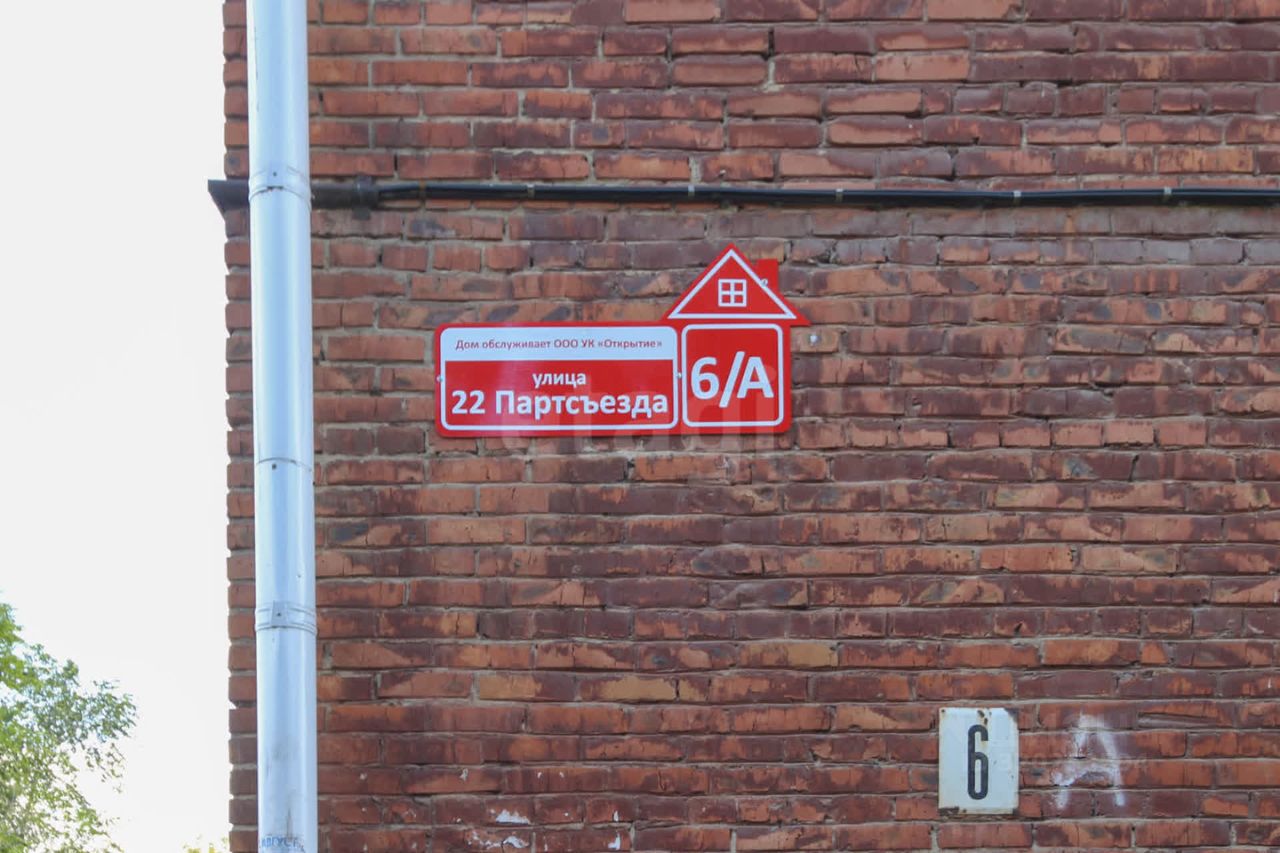 Дом обслуживает ООО УК «Открытие»
улица
22 Партсъезда
6/А
6
А